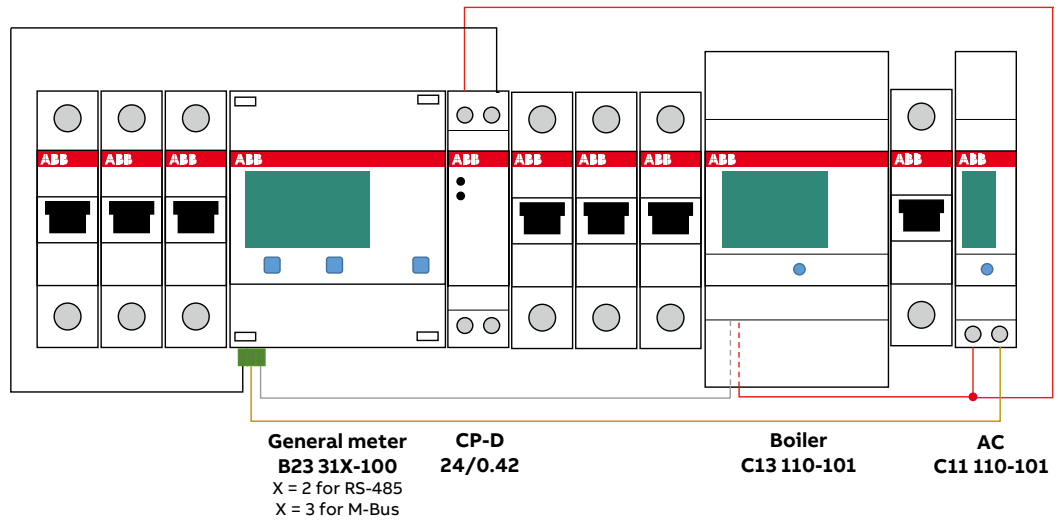 ABB ABB ABB ABB ABB ABB ABB ABB ABB ABB ABB
General meter
B23 31X-100
X = 2 for RS-485
X = 3 for M-Bus
CP-D
24/0.42
Boiler
C13 110-101
AC
C11 110-101